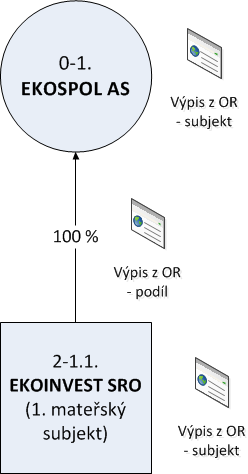 0-1.
EKOSPOL AS
Výpis z OR
- subjekt
100 %
Výpis z OR
- podíl
2-1.1.
EKOINVEST SRO
(1. mateřský
subjekt)
Výpis z OR
- subjekt